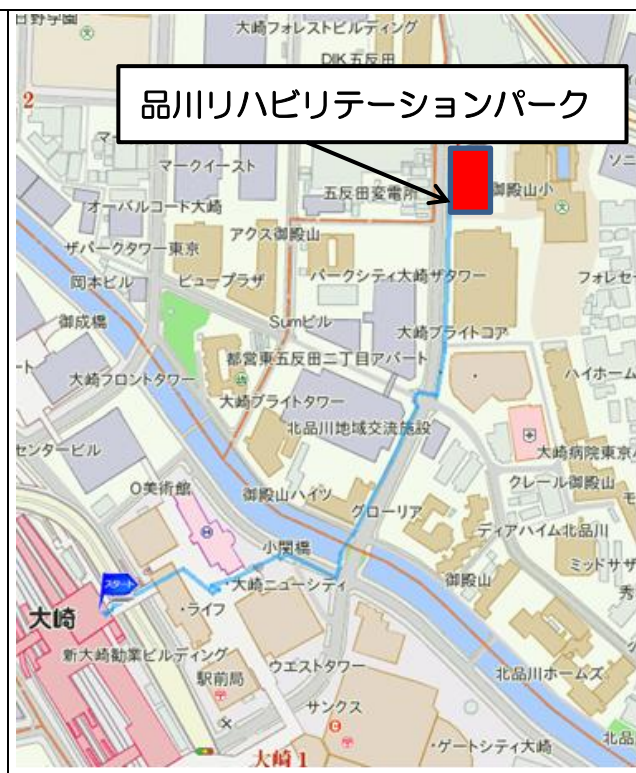 日野学園
大崎フォレストビルディング
DIK五反田
品川リハビリテーションパーク
2
マークイースト
五反田変電所
御殿山小
ソニ
オーバルコード大崎
アクス御殿山
ザパークタワー東京
岡本ビル
ビュープラザ
パークシティ大崎ザタワー
フォレセ
御成橋
Sumビル
大崎ブライトコア
都営東五反田二丁目アパート
大崎フロントタワー
ハイホーム
大崎ブライトタワー
北品川地域交流施設
センタービル
大崎病院東京ハ
O美術館
御殿山ハイツ
クレール御殿山
グローリア
ディアハイム北品川
小関橋
ミッドサザ
スタート
・大崎ニューシティ
御殿山
秀
大崎
・ライフ
新大崎勧業ビルディング
ウエストタワー
北品川ホームズ
駅前局
サンクス
北品
大崎1
・ゲートシティ大崎